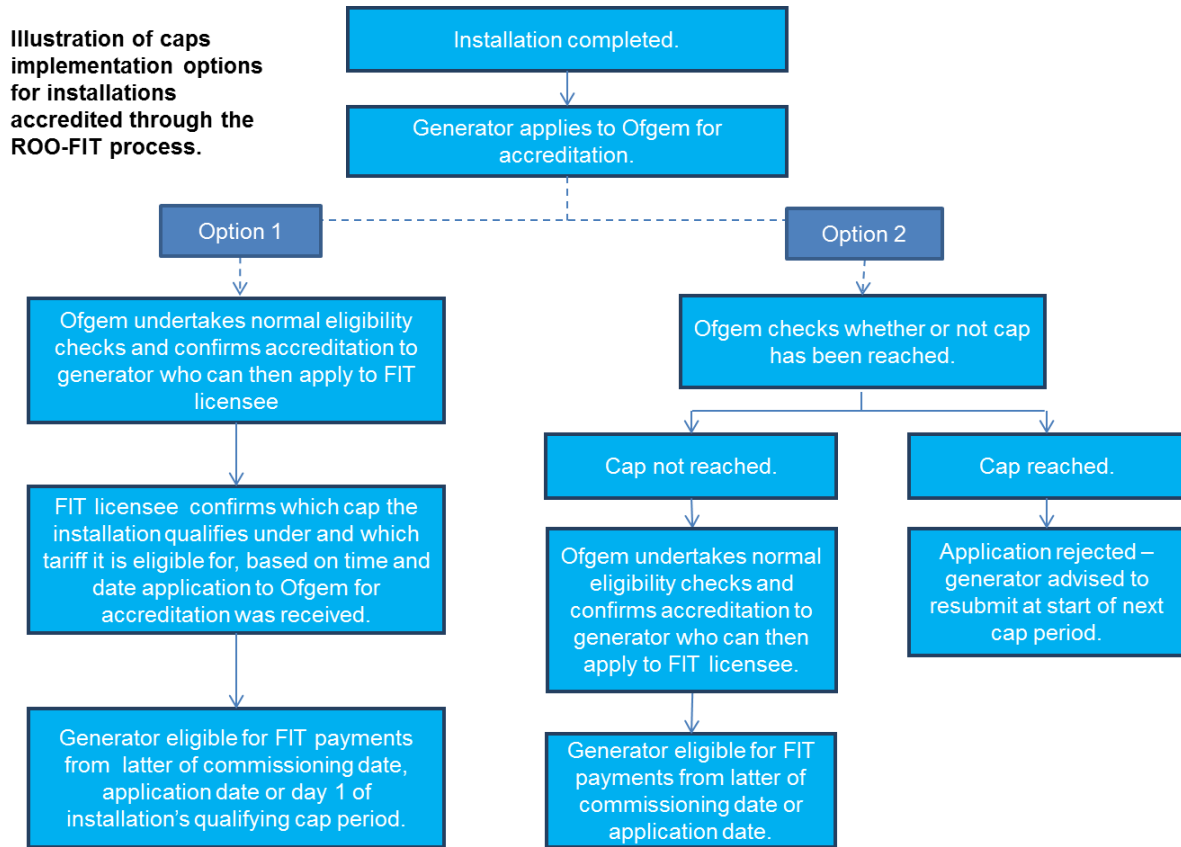 Illustration of caps
implementation options
for installations
accredited through the
ROO-FIT process.
Installation completed.
Generator applies to Ofgem for
accreditation.
Option 1
Option 2
Ofgem undertakes normal eligibility
checks and confirms accreditation to
generator who can then apply to FIT
licensee
FIT licensee confirms which cap the
installation qualifies under and which
tariff it is eligible for, based on time and
date application to Ofgem for
accreditation was received.
Generator eligible for FIT payments
from latter of commissioning date,
application date or day 1 of
installation’s qualifying cap period.
Ofgem checks whether or not cap
has been reached.
Cap not reached.
Cap reached.
Ofgem undertakes normal
eligibility checks and
confirms accreditation to
generator who can then
apply to FIT licensee.
Application rejected –
generator advised to
resubmit at start of next
cap period.
Generator eligible for FIT
payments from latter of
commissioning date or
application date.